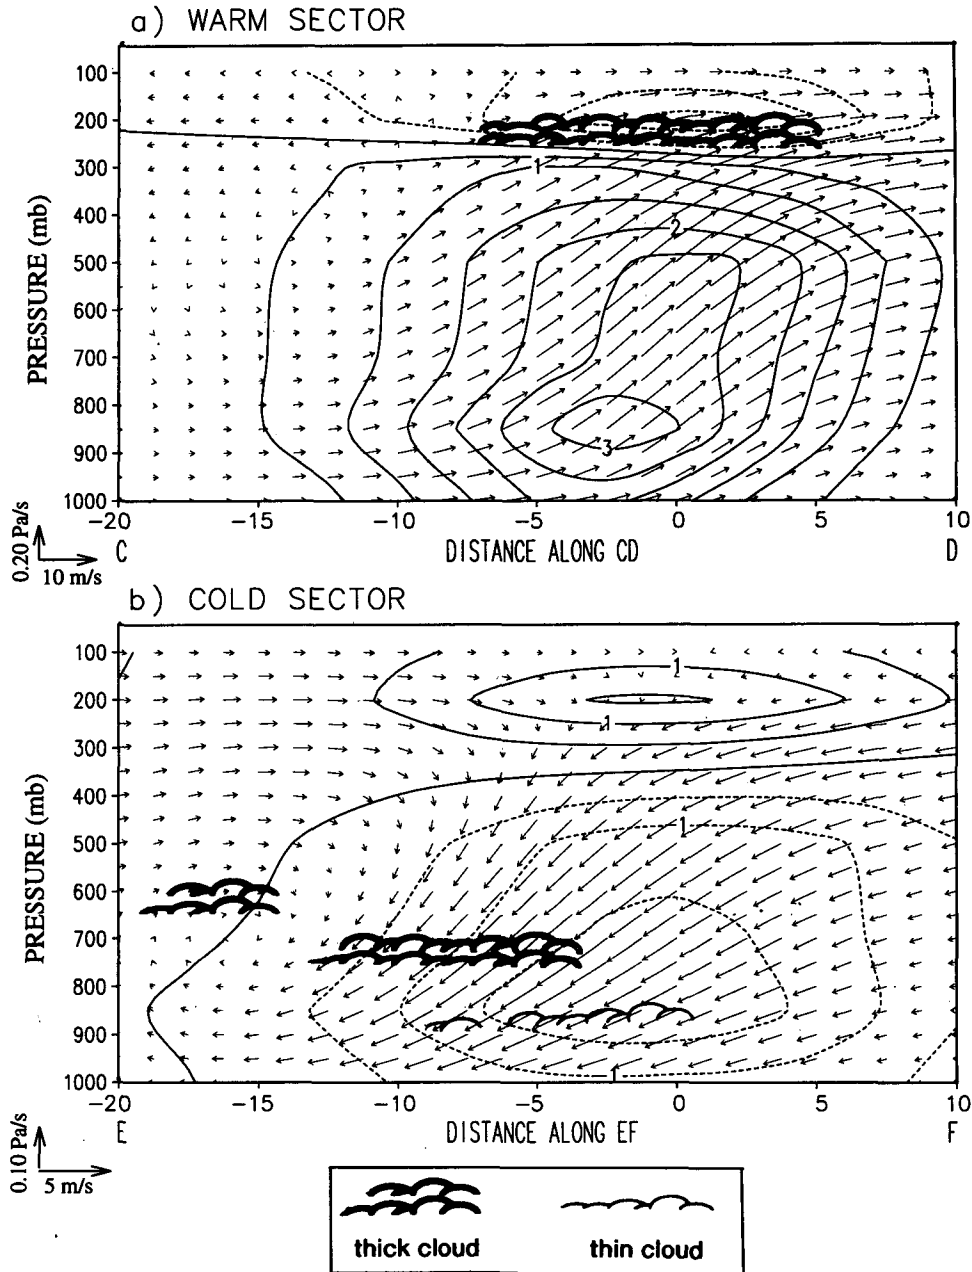 a) WARM SECTOR
100
200
300
400
500
600
700
800
900
1000
PRESSURE (mb)
1
2
3
-20 -15 -10 -5 0 5 10
C DISTANCE ALONG CD D
0.20 Pa/s
10 m/s
b) COLD SECTOR
100
200
300
400
500
600
700
800
900
1000
PRESSURE (mb)
1
1
1
1
-20 -15 -10 -5 0 5 10
E DISTANCE ALONG EF F
0.10 Pa/s
5 m/s
thick cloud thin cloud